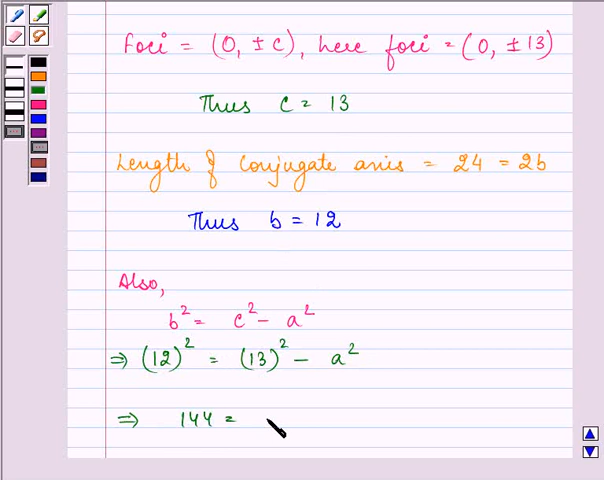 Foci = (0, ±c), here foci = (0, ±13)
Thus c = 13
Length of conjugate axis = 24 = 2b
Thus b = 12
Also,
b² = c² - a²
⇒ (12)² = (13)² - a²
⇒ 144 =